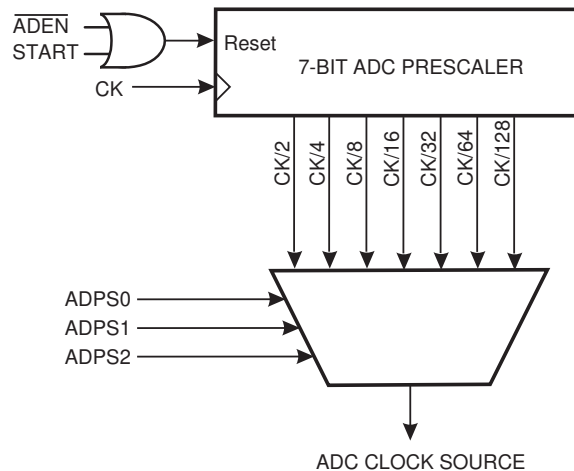 ADEN
START
Reset
7-BIT ADC PRESCALER
CK
CK/2
CK/4
CK/8
CK/16
CK/32
CK/64
CK/128
ADPS0
ADPS1
ADPS2
ADC CLOCK SOURCE